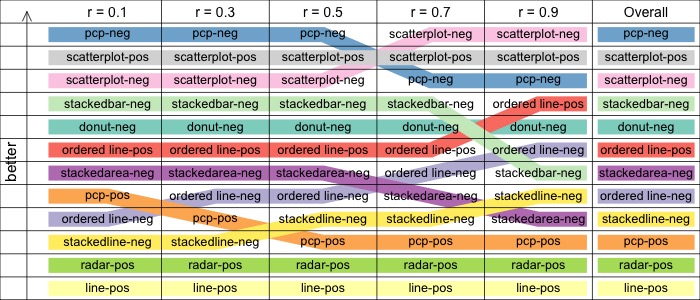 r = 0.1 r = 0.3 r = 0.5 r = 0.7 r = 0.9 Overall
pcp-neg pcp-neg pcp-neg scatterplot-neg scatterplot-neg pcp-neg
scatterplot-pos scatterplot-pos scatterplot-pos scatterplot-pos scatterplot-pos scatterplot-pos
scatterplot-neg scatterplot-neg scatterplot-neg pcp-neg pcp-neg scatterplot-neg
stackedbar-neg stackedbar-neg stackedbar-neg stackedbar-neg ordered line-pos stackedbar-neg
donut-neg donut-neg donut-neg donut-neg donut-neg donut-neg
ordered line-pos ordered line-pos ordered line-pos ordered line-pos ordered line-neg ordered line-pos
stackedarea-neg stackedarea-neg stackedarea-neg ordered line-neg stackedbar-neg stackedarea-neg
pcp-pos ordered line-neg ordered line-neg stackedarea-neg stackedline-neg ordered line-neg
ordered line-neg pcp-pos stackedline-neg stackedline-neg stackedarea-neg stackedline-neg
stackedline-neg stackedline-neg pcp-pos pcp-pos pcp-pos pcp-pos
radar-pos radar-pos radar-pos radar-pos radar-pos radar-pos
line-pos line-pos line-pos line-pos line-pos line-pos
better